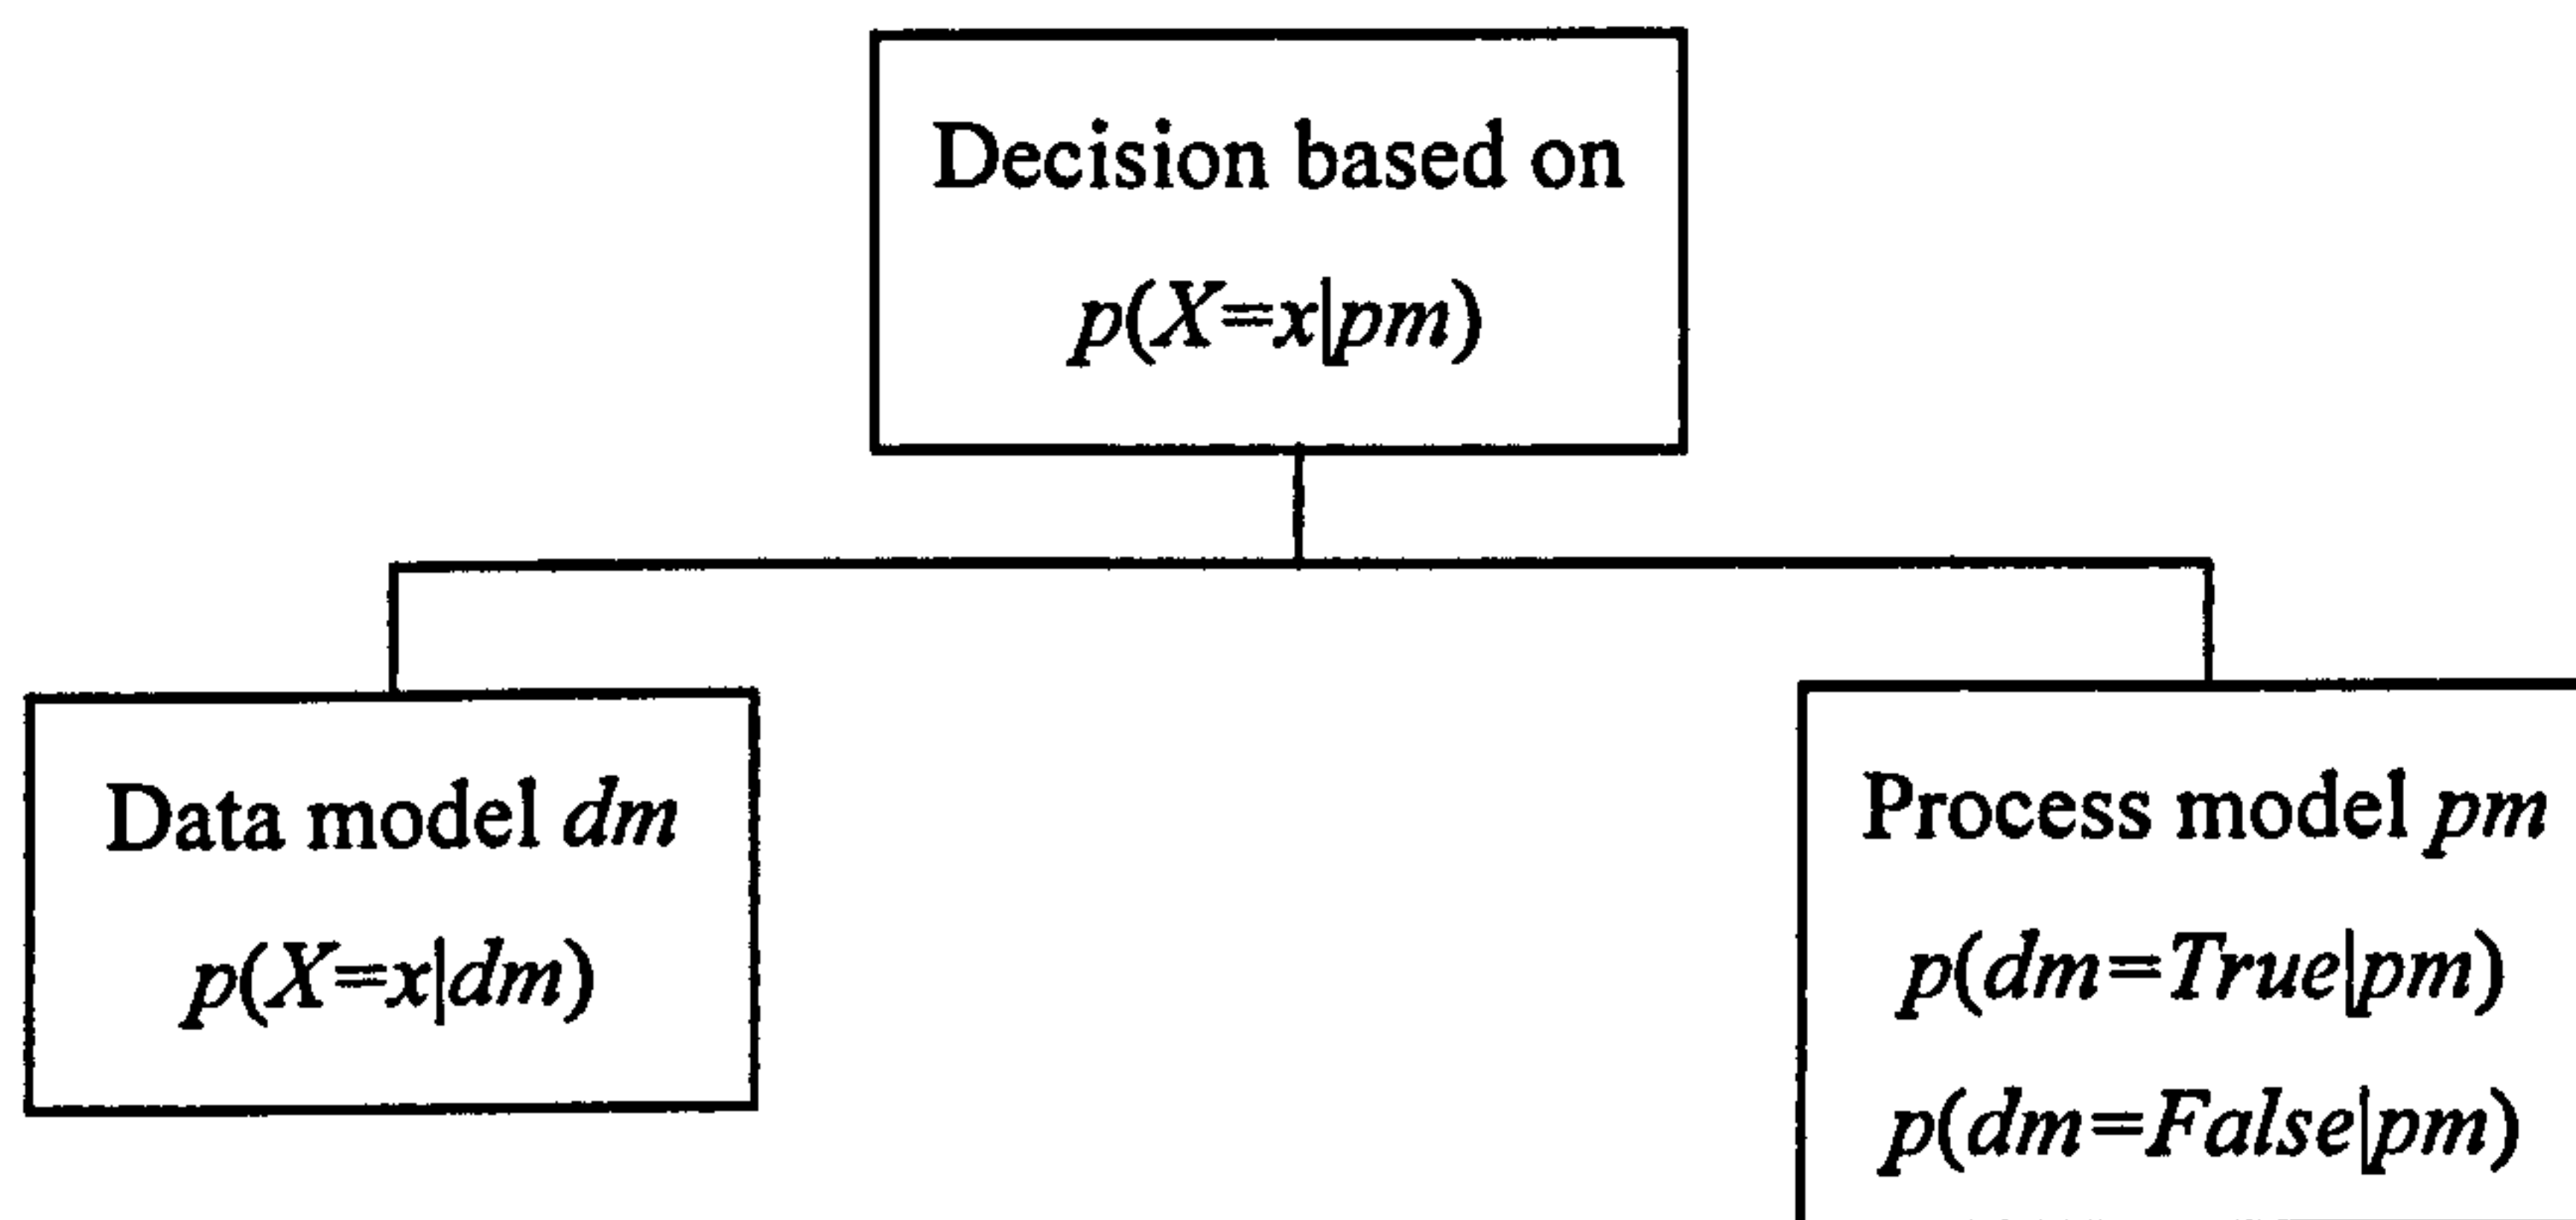 Decision based on
p(X=x|pm)
Data model dm
p(X=x|dm)
Process model pm
p(dm=True|pm)
p(dm=False|pm)